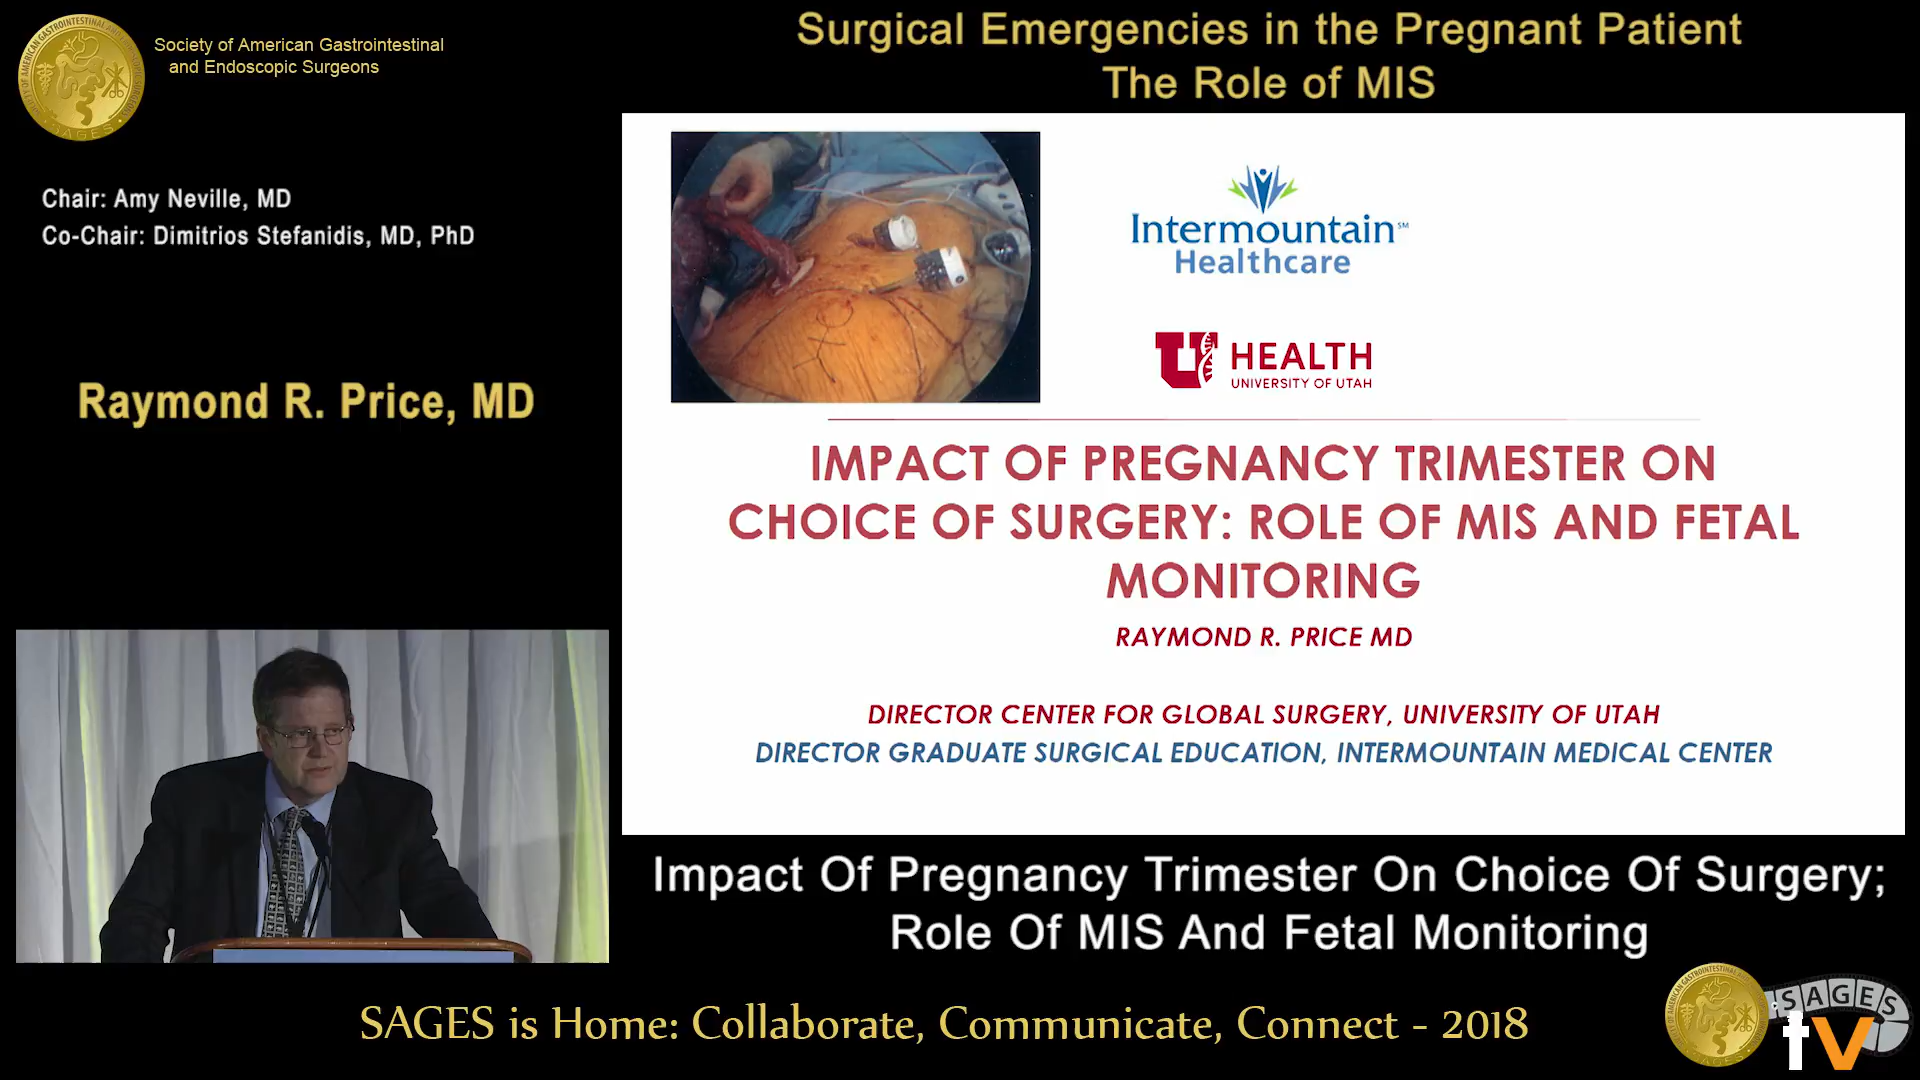 Society of American Gastrointestinal
and Endoscopic Surgeons
Surgical Emergencies in the Pregnant Patient
The Role of MIS
Chair: Amy Neville, MD
Co-Chair: Dimitrios Stefanidis, MD, PhD
Raymond R. Price, MD
Intermountain℠
Healthcare
U HEALTH
UNIVERSITY OF UTAH
IMPACT OF PREGNANCY TRIMESTER ON
CHOICE OF SURGERY: ROLE OF MIS AND FETAL
MONITORING
RAYMOND R. PRICE MD
DIRECTOR CENTER FOR GLOBAL SURGERY, UNIVERSITY OF UTAH
DIRECTOR GRADUATE SURGICAL EDUCATION, INTERMOUNTAIN MEDICAL CENTER
Impact Of Pregnancy Trimester On Choice Of Surgery;
Role Of MIS And Fetal Monitoring
SAGES is Home: Collaborate, Communicate, Connect - 2018
SAGES
tv